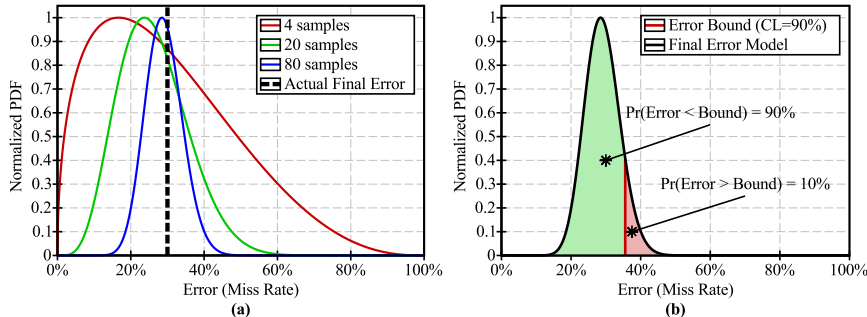 1
0.9
0.8
0.7
0.6
0.5
0.4
0.3
0.2
0.1
0
Normalized PDF
4 samples
20 samples
80 samples
Actual Final Error
0% 20% 40% 60% 80% 100%
Error (Miss Rate)
(a)
1
0.9
0.8
0.7
0.6
0.5
0.4
0.3
0.2
0.1
0
Normalized PDF
Error Bound (CL=90%)
Final Error Model
Pr(Error < Bound) = 90%
Pr(Error > Bound) = 10%
0% 20% 40% 60% 80% 100%
Error (Miss Rate)
(b)